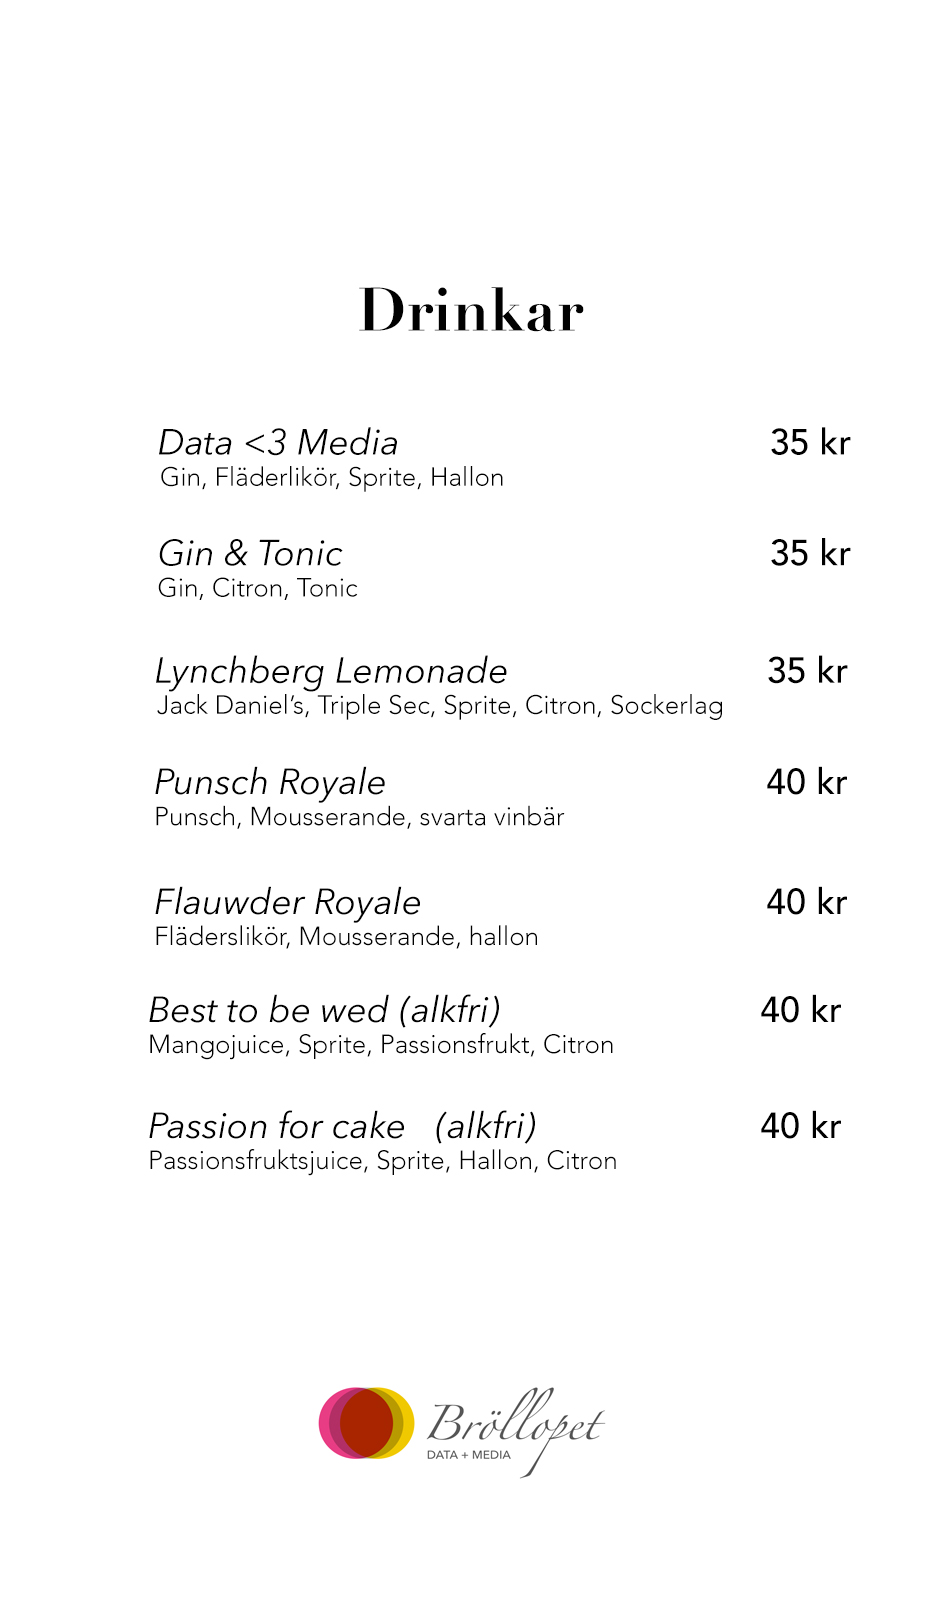 Drinkar
Data <3 Media 35 kr
Gin, Fläderlikör, Sprite, Hallon
Gin & Tonic 35 kr
Gin, Citron, Tonic
Lynchberg Lemonade 35 kr
Jack Daniel’s, Triple Sec, Sprite, Citron, Sockerlag
Punsch Royale 40 kr
Punsch, Mousserande, svarta vinbär
Flauwder Royale 40 kr
Fläderslikör, Mousserande, hallon
Best to be wed (alkfri) 40 kr
Mangojuice, Sprite, Passionsfrukt, Citron
Passion for cake (alkfri) 40 kr
Passionsfruktsjuice, Sprite, Hallon, Citron
Bröllopet
DATA + MEDIA